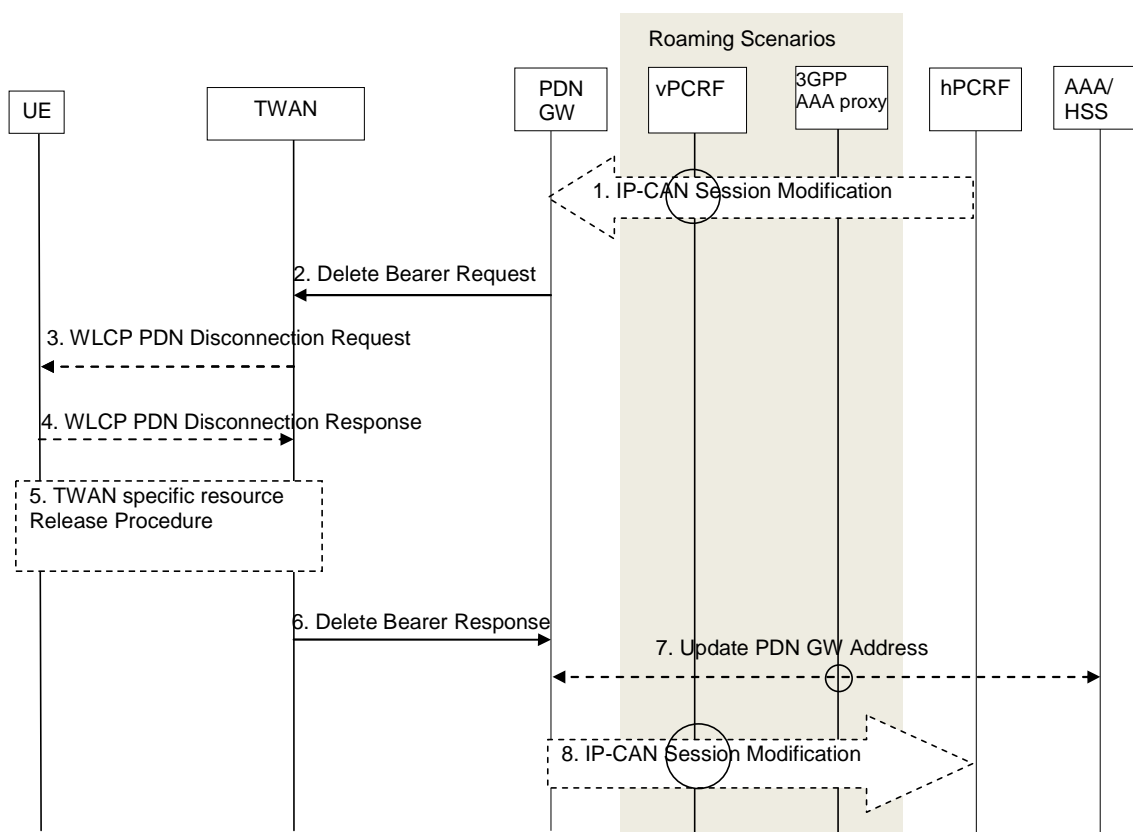 Roaming Scenarios
UE
TWAN
PDN
GW
vPCRF
3GPP
AAA proxy
hPCRF
AAA/
HSS
1. IP-CAN Session Modification
2. Delete Bearer Request
3. WLCP PDN Disconnection Request
4. WLCP PDN Disconnection Response
5. TWAN specific resource
Release Procedure
6. Delete Bearer Response
7. Update PDN GW Address
8. IP-CAN Session Modification